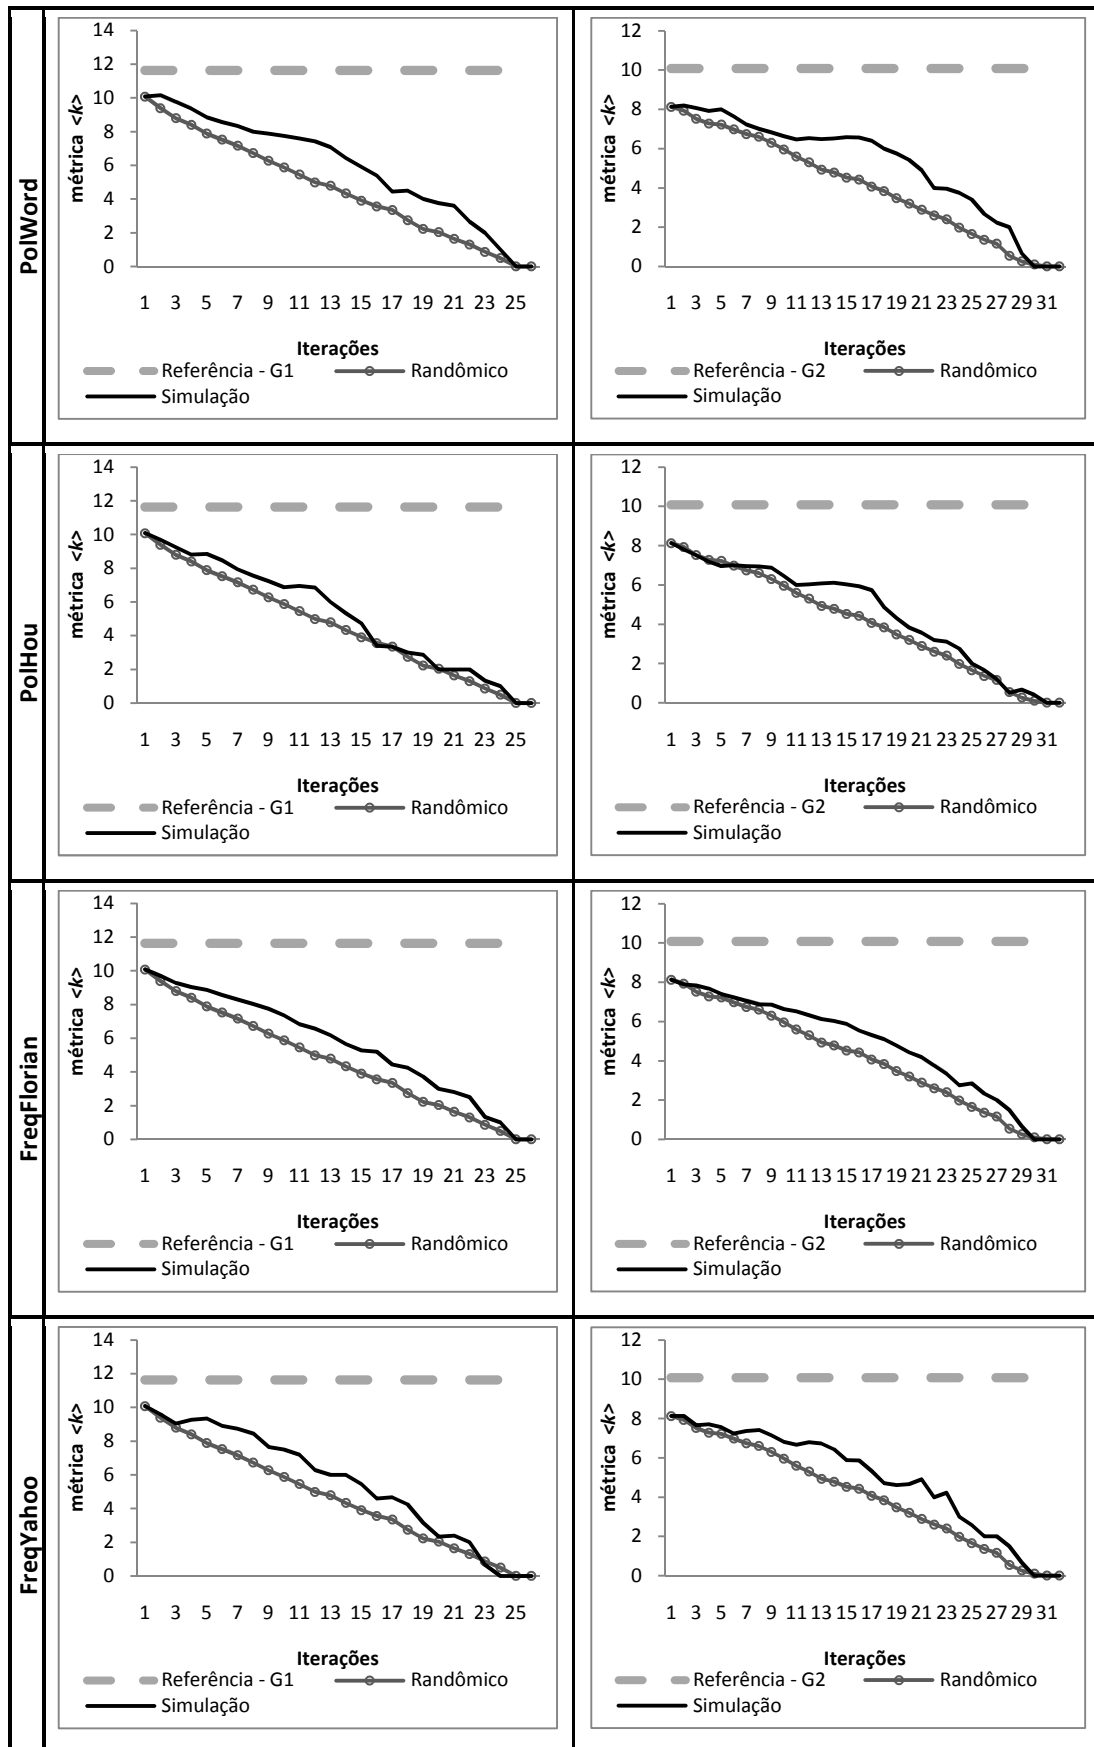 PolWord
métrica <k>
14
12
10
8
6
4
2
0
1 3 5 7 9 11 13 15 17 19 21 23 25
Iterações
Referência - G1 Randômico
Simulação
métrica <k>
12
10
8
6
4
2
0
1 3 5 7 9 11 13 15 17 19 21 23 25 27 29 31
Iterações
Referência - G2 Randômico
Simulação
PolHou
métrica <k>
14
12
10
8
6
4
2
0
1 3 5 7 9 11 13 15 17 19 21 23 25
Iterações
Referência - G1 Randômico
Simulação
métrica <k>
12
10
8
6
4
2
0
1 3 5 7 9 11 13 15 17 19 21 23 25 27 29 31
Iterações
Referência - G2 Randômico
Simulação
FreqFlorian
métrica <k>
14
12
10
8
6
4
2
0
1 3 5 7 9 11 13 15 17 19 21 23 25
Iterações
Referência - G1 Randômico
Simulação
métrica <k>
12
10
8
6
4
2
0
1 3 5 7 9 11 13 15 17 19 21 23 25 27 29 31
Iterações
Referência - G2 Randômico
Simulação
FreqYahoo
métrica <k>
14
12
10
8
6
4
2
0
1 3 5 7 9 11 13 15 17 19 21 23 25
Iterações
Referência - G1 Randômico
Simulação
métrica <k>
12
10
8
6
4
2
0
1 3 5 7 9 11 13 15 17 19 21 23 25 27 29 31
Iterações
Referência - G2 Randômico
Simulação